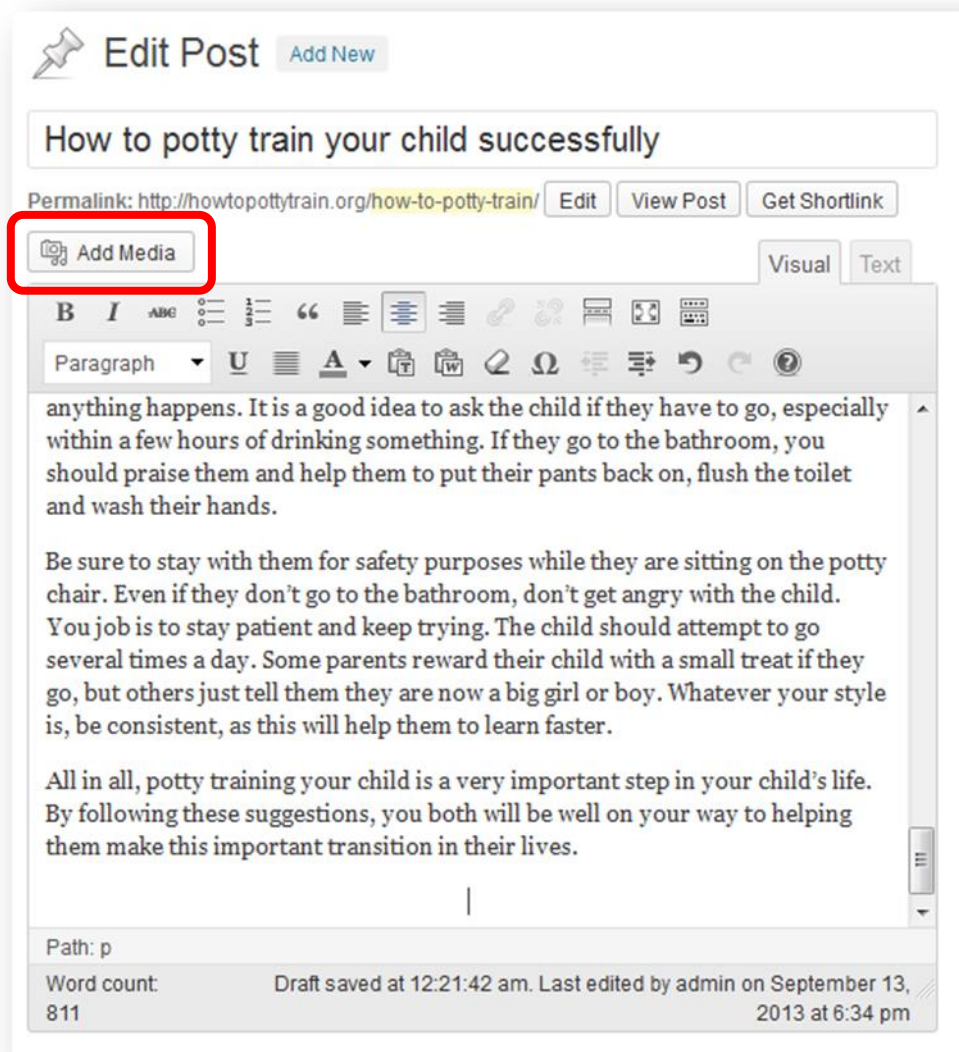 Edit Post Add New
How to potty train your child successfully
Permalink: http://howtopottytrain.org/how-to-potty-train/ Edit View Post Get Shortlink
Add Media
Visual Text
B I ABC “
Paragraph U A T W Ω
anything happens. It is a good idea to ask the child if they have to go, especially
within a few hours of drinking something. If they go to the bathroom, you
should praise them and help them to put their pants back on, flush the toilet
and wash their hands.
Be sure to stay with them for safety purposes while they are sitting on the potty
chair. Even if they don’t go to the bathroom, don’t get angry with the child.
You job is to stay patient and keep trying. The child should attempt to go
several times a day. Some parents reward their child with a small treat if they
go, but others just tell them they are now a big girl or boy. Whatever your style
is, be consistent, as this will help them to learn faster.
All in all, potty training your child is a very important step in your child’s life.
By following these suggestions, you both will be well on your way to helping
them make this important transition in their lives.
Path: p
Word count: Draft saved at 12:21:42 am. Last edited by admin on September 13,
811 2013 at 6:34 pm